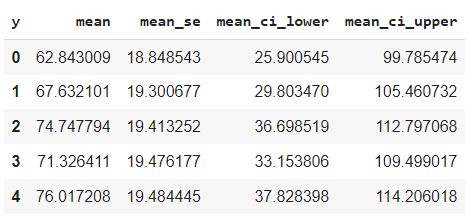 y mean mean_se mean_ci_lower mean_ci_upper
0 62.843009 18.848543 25.900545 99.785474
1 67.632101 19.300677 29.803470 105.460732
2 74.747794 19.413252 36.698519 112.797068
3 71.326411 19.476177 33.153806 109.499017
4 76.017208 19.484445 37.828398 114.206018